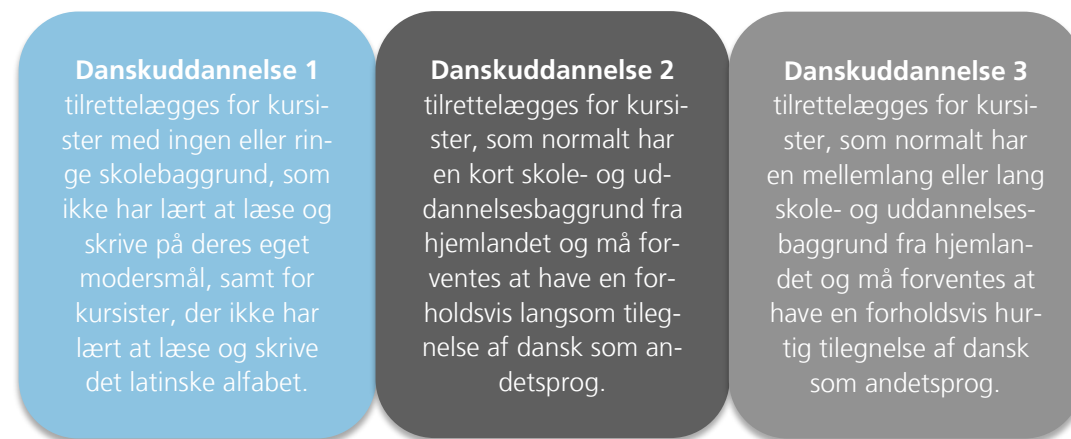 Danskuddannelse 1
tilrettelægges for kursi-
ster med ingen eller rin-
ge skolebaggrund, som
ikke har lært at læse og
skrive på deres eget
modersmål, samt for
kursister, der ikke har
lært at læse og skrive
det latinske alfabet.
Danskuddannelse 2
tilrettelægges for kursi-
ster, som normalt har
en kort skole- og ud-
dannelsesbaggrund fra
hjemlandet og må for-
ventes at have en for-
holdsvis langsom tileg-
nelse af dansk som an-
detsprog.
Danskuddannelse 3
tilrettelægges for kursi-
ster, som normalt har
en mellemlang eller lang
skole- og uddannelses-
baggrund fra hjemlan-
det og må forventes at
have en forholdsvis hur-
tig tilegnelse af dansk
som andetsprog.